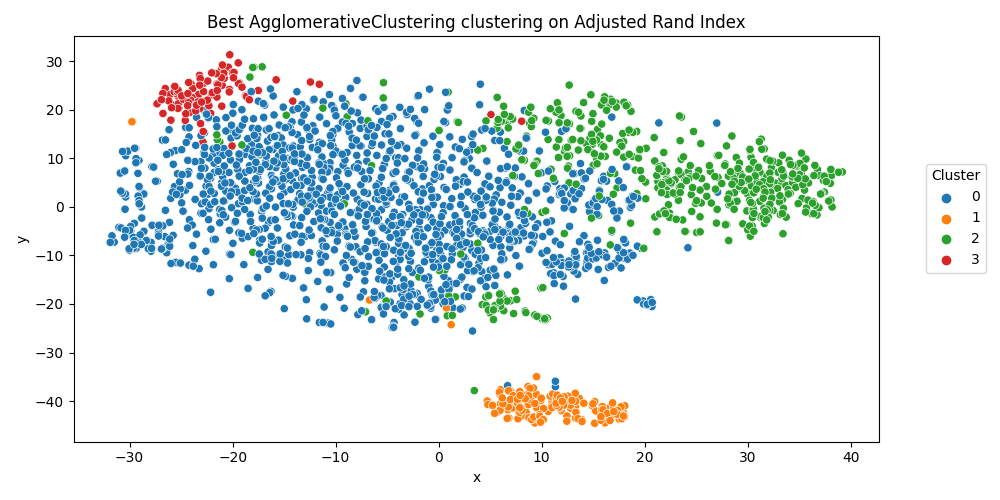 Best AgglomerativeClustering clustering on Adjusted Rand Index
y
30
20
10
0
−10
−20
−30
−40
−30 −20 −10 0 10 20 30 40
x
Cluster
0
1
2
3